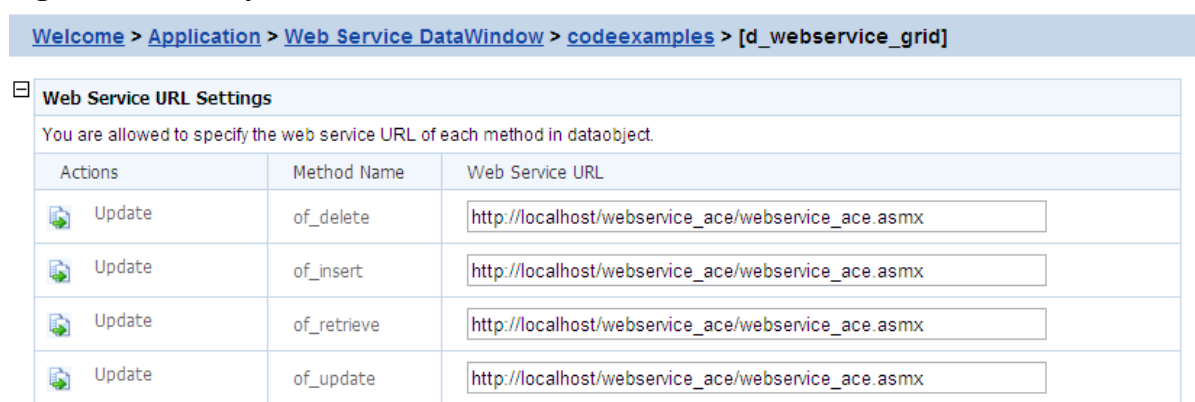 Welcome > Application > Web Service DataWindow > codeexamples > [d_webservice_grid]
Web Service URL Settings
You are allowed to specify the web service URL of each method in dataobject.
Actions Method Name Web Service URL
Update of_delete http://localhost/webservice_ace/webservice_ace.asmx
Update of_insert http://localhost/webservice_ace/webservice_ace.asmx
Update of_retrieve http://localhost/webservice_ace/webservice_ace.asmx
Update of_update http://localhost/webservice_ace/webservice_ace.asmx